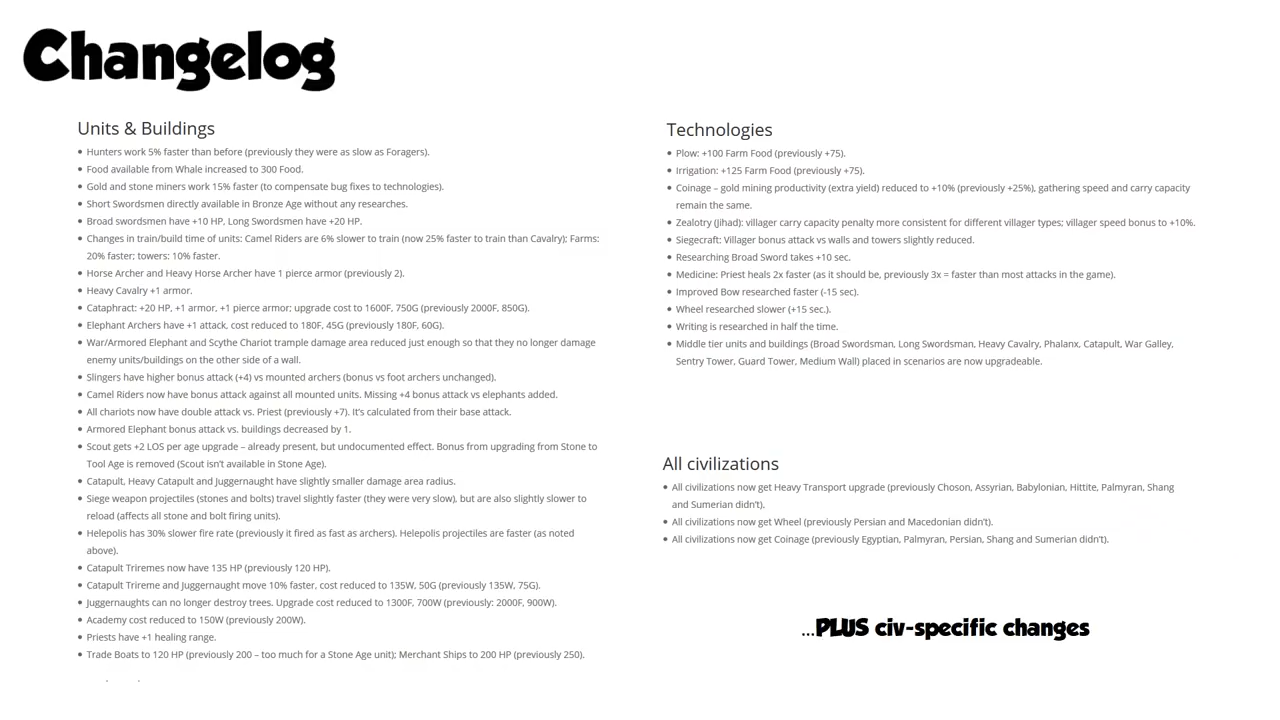 Changelog
Units & Buildings
• Hunters work 5% faster than before (previously they were as slow as Foragers).
• Food available from Whale increased to 300 Food.
• Gold and stone miners work 15% faster (to compensate bug fixes to technologies).
• Short Swordsmen directly available in Bronze Age without any researches.
• Broad swordsmen have +10 HP, Long Swordsmen have +20 HP.
• Changes in train/build time of units: Camel Riders are 6% slower to train (now 25% faster to train than Cavalry); Farms:
20% faster; towers: 10% faster.
• Horse Archer and Heavy Horse Archer have 1 pierce armor (previously 2).
• Heavy Cavalry +1 armor.
• Cataphract: +20 HP, +1 armor, +1 pierce armor; upgrade cost to 1600F, 750G (previously 2000F, 850G).
• Elephant Archers have +1 attack, cost reduced to 180F, 45G (previously 180F, 60G).
• War/Armored Elephant and Scythe Chariot trample damage area reduced just enough so that they no longer damage
enemy units/buildings on the other side of a wall.
• Slingers have higher bonus attack (+4) vs mounted archers (bonus vs foot archers unchanged).
• Camel Riders now have bonus attack against all mounted units. Missing +4 bonus attack vs elephants added.
• All chariots now have double attack vs. Priest (previously +7). It's calculated from their base attack.
• Armored Elephant bonus attack vs. buildings decreased by 1.
• Scout gets +2 LOS per age upgrade – already present, but undocumented effect. Bonus from upgrading from Stone to
Tool Age is removed (Scout isn't available in Stone Age).
• Catapult, Heavy Catapult and Juggernaught have slightly smaller damage area radius.
• Siege weapon projectiles (stones and bolts) travel slightly faster (they were very slow), but are also slightly slower to
reload (affects all stone and bolt firing units).
• Helepolis has 30% slower fire rate (previously it fired as fast as archers). Helepolis projectiles are faster (as noted
above).
• Catapult Triremes now have 135 HP (previously 120 HP).
• Catapult Trireme and Juggernaught move 10% faster, cost reduced to 135W, 50G (previously 135W, 75G).
• Juggernaughts can no longer destroy trees. Upgrade cost reduced to 1300F, 700W (previously: 2000F, 900W).
• Academy cost reduced to 150W (previously 200W).
• Priests have +1 healing range.
• Trade Boats to 120 HP (previously 200 – too much for a Stone Age unit); Merchant Ships to 200 HP (previously 250).
Technologies
• Plow: +100 Farm Food (previously +75).
• Irrigation: +125 Farm Food (previously +75).
• Coinage – gold mining productivity (extra yield) reduced to +10% (previously +25%), gathering speed and carry capacity
remain the same.
• Zealotry (Jihad): villager carry capacity penalty more consistent for different villager types; villager speed bonus to +10%.
• Siegecraft: Villager bonus attack vs walls and towers slightly reduced.
• Researching Broad Sword takes +10 sec.
• Medicine: Priest heals 2x faster (as it should be, previously 3x = faster than most attacks in the game).
• Improved Bow researched faster (-15 sec).
• Wheel researched slower (+15 sec.).
• Writing is researched in half the time.
• Middle tier units and buildings (Broad Swordsman, Long Swordsman, Heavy Cavalry, Phalanx, Catapult, War Galley,
Sentry Tower, Guard Tower, Medium Wall) placed in scenarios are now upgradeable.
All civilizations
• All civilizations now get Heavy Transport upgrade (previously Choson, Assyrian, Babylonian, Hittite, Palmyran, Shang
and Sumerian didn't).
• All civilizations now get Wheel (previously Persian and Macedonian didn't).
• All civilizations now get Coinage (previously Egyptian, Palmyran, Persian, Shang and Sumerian didn't).
...PLUS civ-specific changes